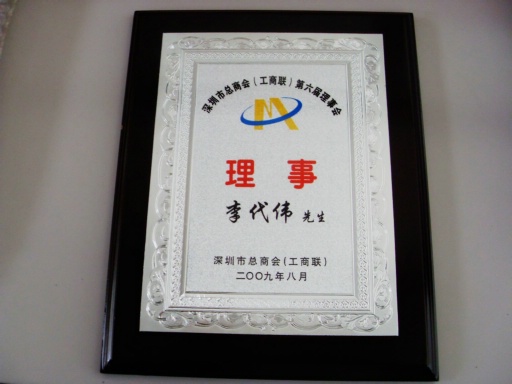 深圳市总商会(工商联)第六届理事会
理事
李代伟 先生
深圳市总商会(工商联)
二〇〇九年八月